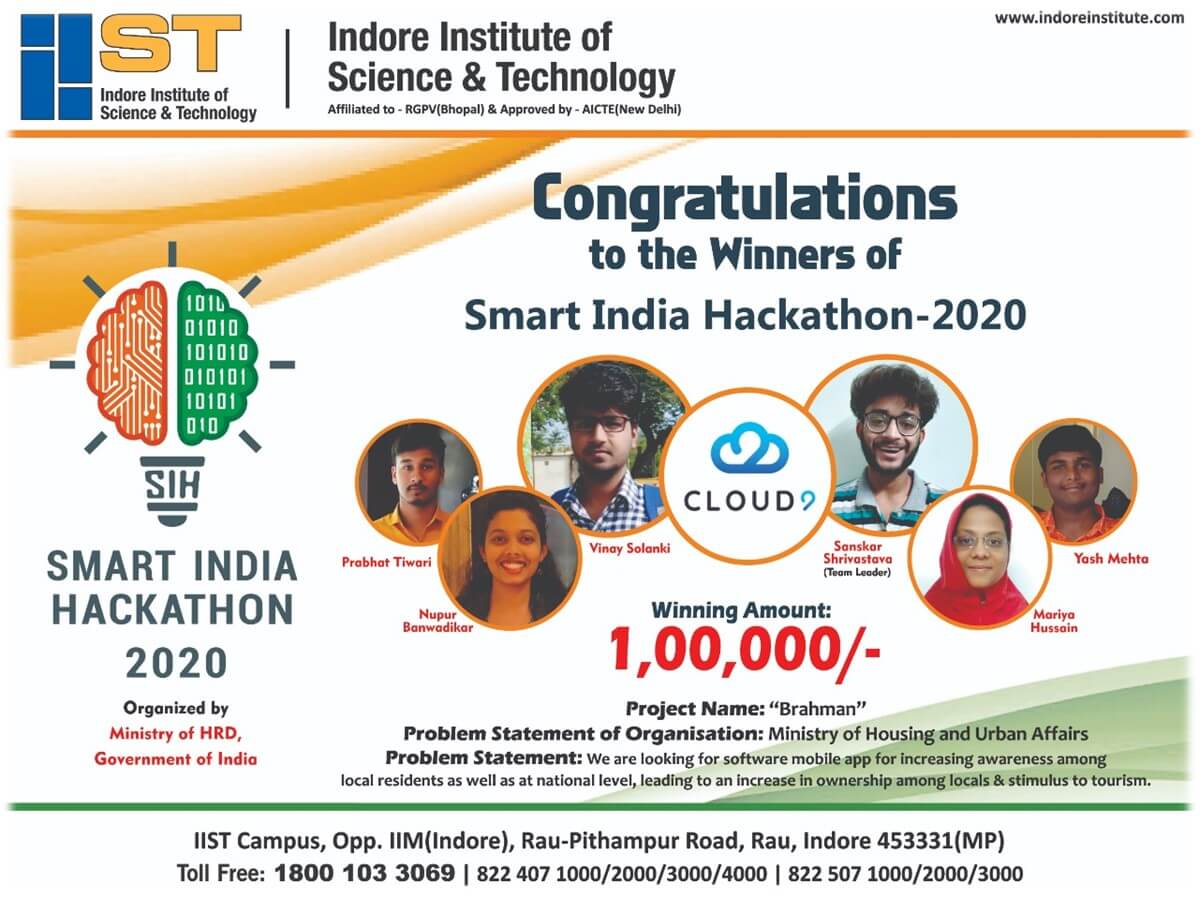 www.indoreinstitute.com
IIST
Indore Institute of
Science & Technology
Indore Institute of
Science & Technology
Affiliated to - RGPV(Bhopal) & Approved by - AICTE(New Delhi)
Congratulations
to the Winners of
Smart India Hackathon-2020
1010
01010
101010
010101
10101
010
SIH
SMART INDIA
HACKATHON
2020
Organized by
Ministry of HRD,
Government of India
CLOUD9
Prabhat Tiwari
Nupur
Banwadikar
Vinay Solanki
Sanskar
Shrivastava
(Team Leader)
Mariya
Hussain
Yash Mehta
Winning Amount:
1,00,000/-
Project Name: “Brahman”
Problem Statement of Organisation: Ministry of Housing and Urban Affairs
Problem Statement: We are looking for software mobile app for increasing awareness among
local residents as well as at national level, leading to an increase in ownership among locals & stimulus to tourism.
IIST Campus, Opp. IIM(Indore), Rau-Pithampur Road, Rau, Indore 453331(MP)
Toll Free: 1800 103 3069 | 822 407 1000/2000/3000/4000 | 822 507 1000/2000/3000